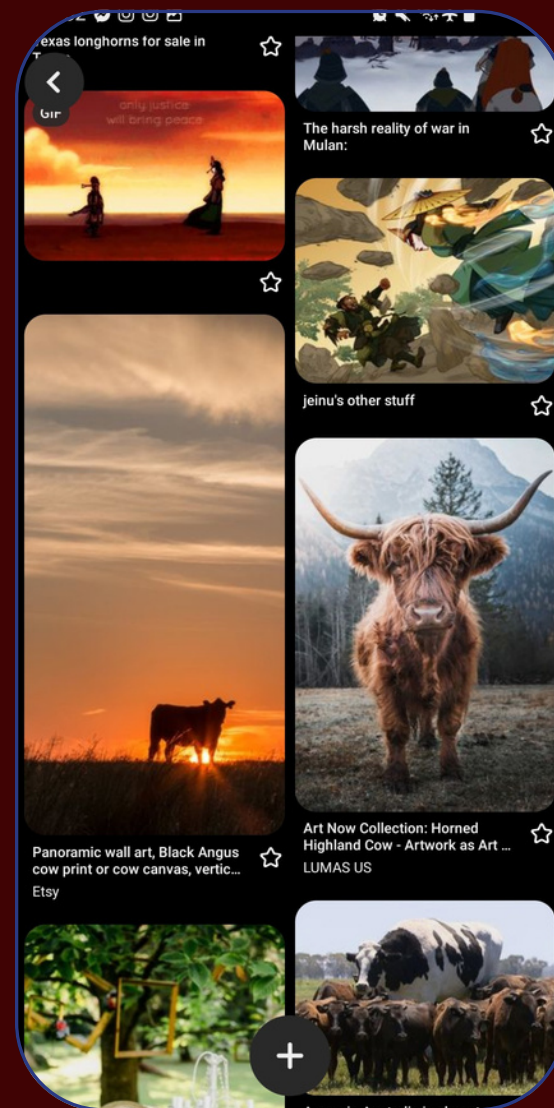 Texas longhorns for sale in
GIF
only justice
will bring peace
Panoramic wall art, Black Angus
cow print or cow canvas, vertic...
Etsy
The harsh reality of war in
Mulan:
jeinu's other stuff
Art Now Collection: Horned
Highland Cow - Artwork as Art ...
LUMAS US